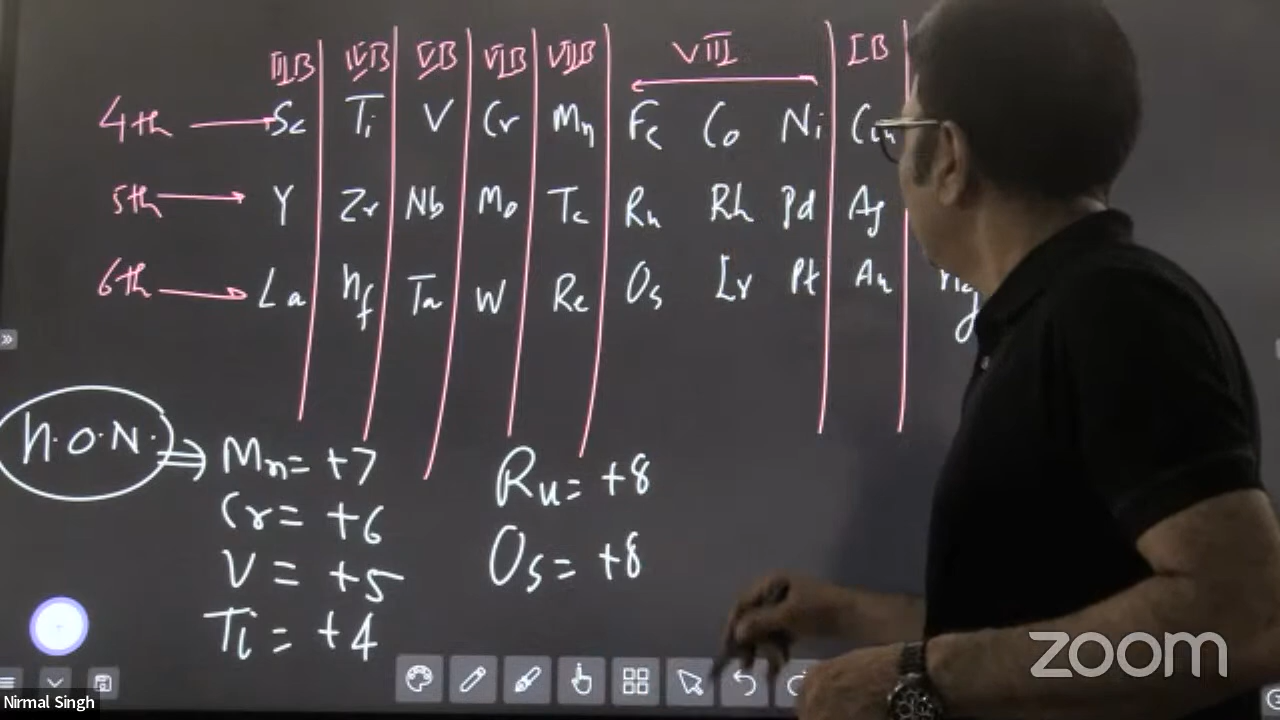 IIIB IVB VB VIB VIIB VIII IB
4th Sc Ti V Cr Mn Fe Co Ni Cu
5th Y Zr Nb Mo Tc Ru Rh Pd Ag
6th La Hf Ta W Re Os Ir Pt Au Hg
H.O.N. ⇒ Mn = +7 Ru = +8
Cr = +6
V = +5 Os = +8
Ti = +4
zoom
Nirmal Singh